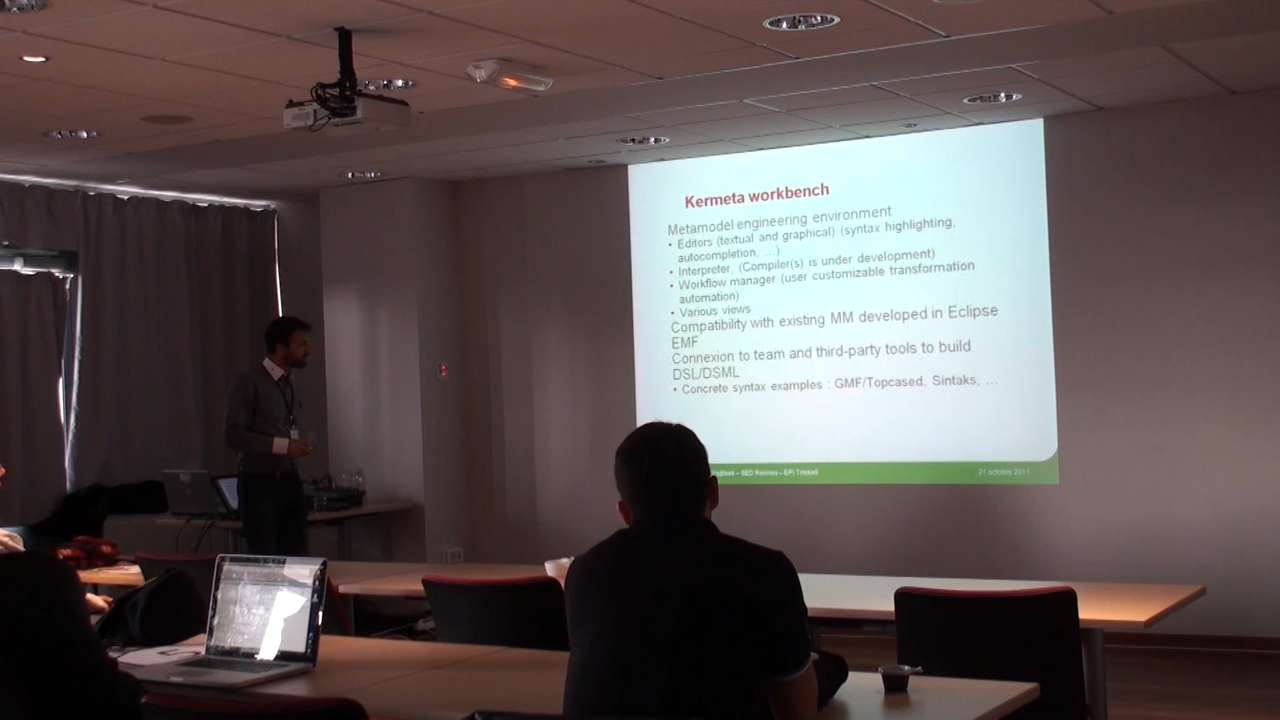 Kermeta workbench
Metamodel engineering environment
• Editors (textual and graphical) (syntax highlighting,
autocompletion, …)
• Interpreter, (Compiler(s) is under development)
• Workflow manager (user customizable transformation
automation)
• Various views
Compatibility with existing MM developed in Eclipse
EMF
Connexion to team and third-party tools to build
DSL/DSML
• Concrete syntax examples : GMF/Topcased, Sintaks, …
– SED Rennes – EPI Triskell
21 octobre 2011